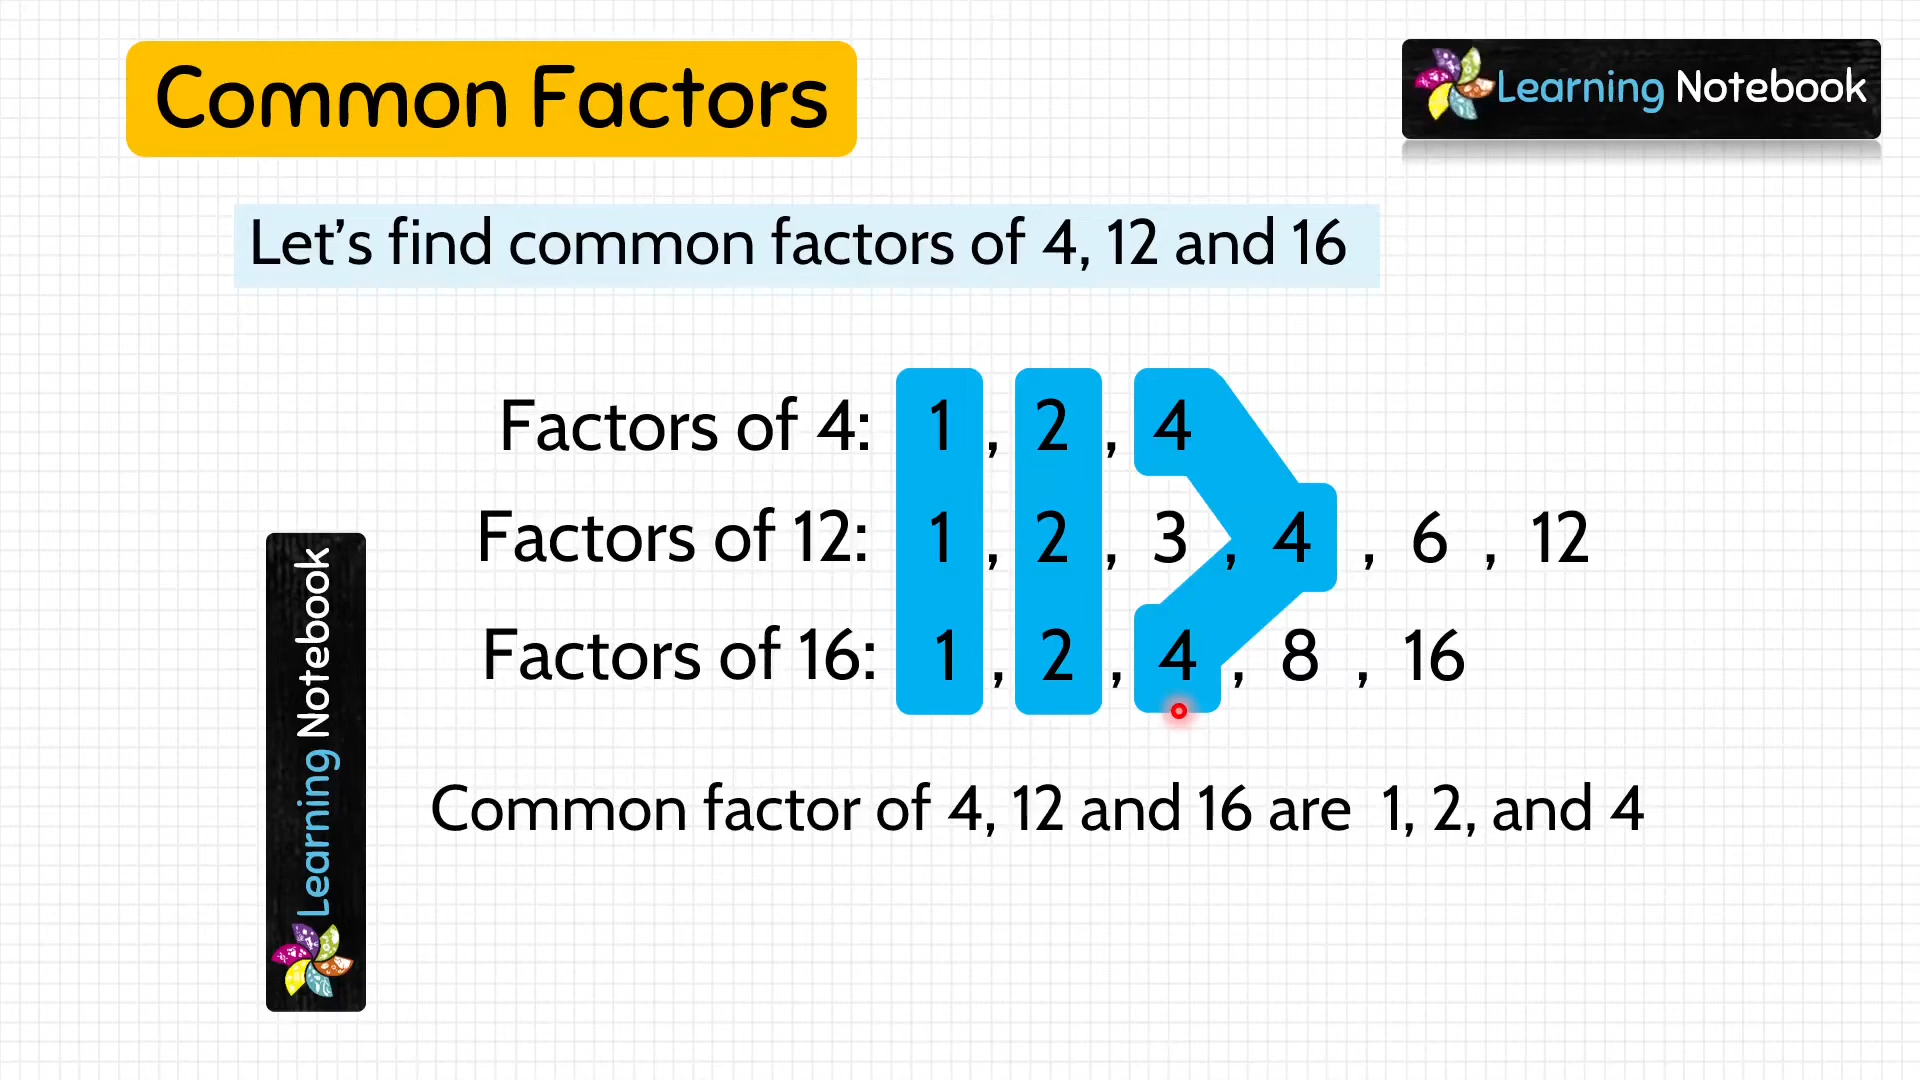 Common Factors
Learning Notebook
Let's find common factors of 4, 12 and 16
Factors of 4: 1 , 2 , 4
Factors of 12: 1 , 2 , 3 , 4 , 6 , 12
Factors of 16: 1 , 2 , 4 , 8 , 16
Common factor of 4, 12 and 16 are 1, 2, and 4
Learning Notebook